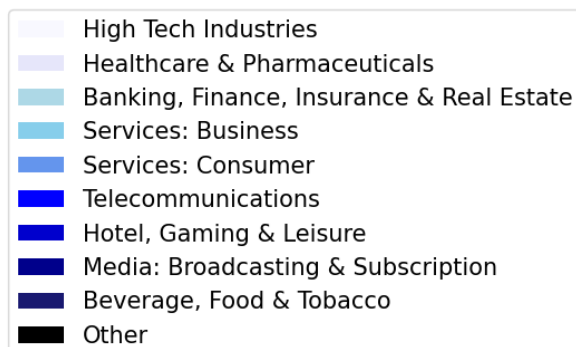 High Tech Industries
Healthcare & Pharmaceuticals
Banking, Finance, Insurance & Real Estate
Services: Business
Services: Consumer
Telecommunications
Hotel, Gaming & Leisure
Media: Broadcasting & Subscription
Beverage, Food & Tobacco
Other